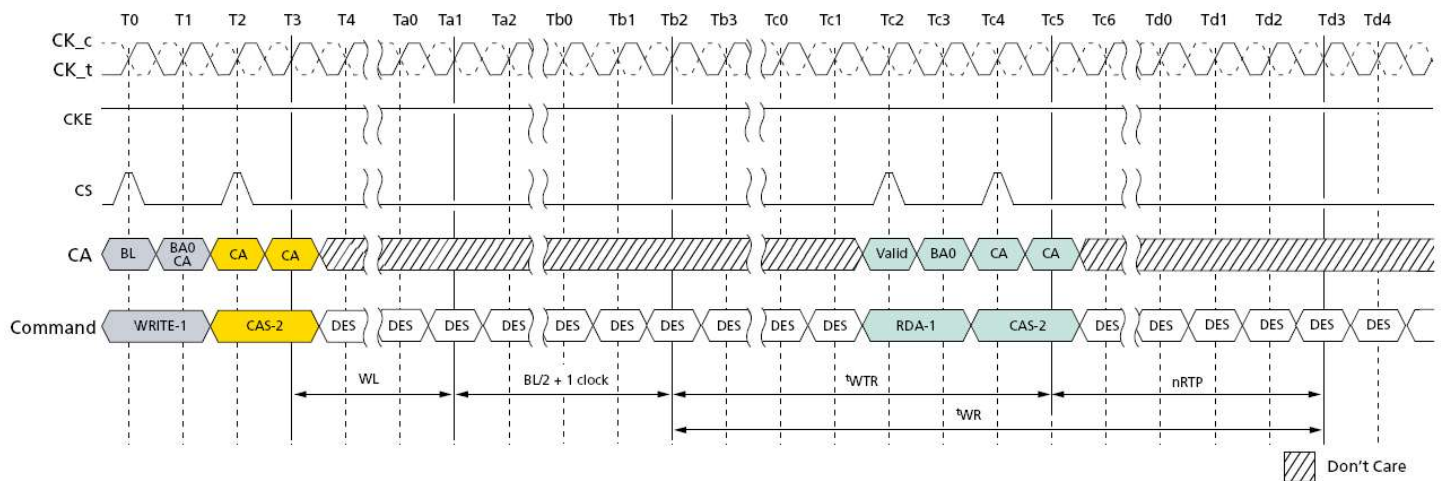 T0 T1 T2 T3 T4 Ta0 Ta1 Ta2 Tb0 Tb1 Tb2 Tb3 Tc0 Tc1 Tc2 Tc3 Tc4 Tc5 Tc6 Td0 Td1 Td2 Td3 Td4
CK_c
CK_t
CKE
CS
CA BL BA0 CA CA CA Valid BA0 CA CA
Command WRITE-1 CAS-2 DES DES DES DES DES DES DES DES DES DES RDA-1 CAS-2 DES DES DES DES DES DES
WL BL/2 + 1 clock tWTR nRTP
tWR
Don't Care